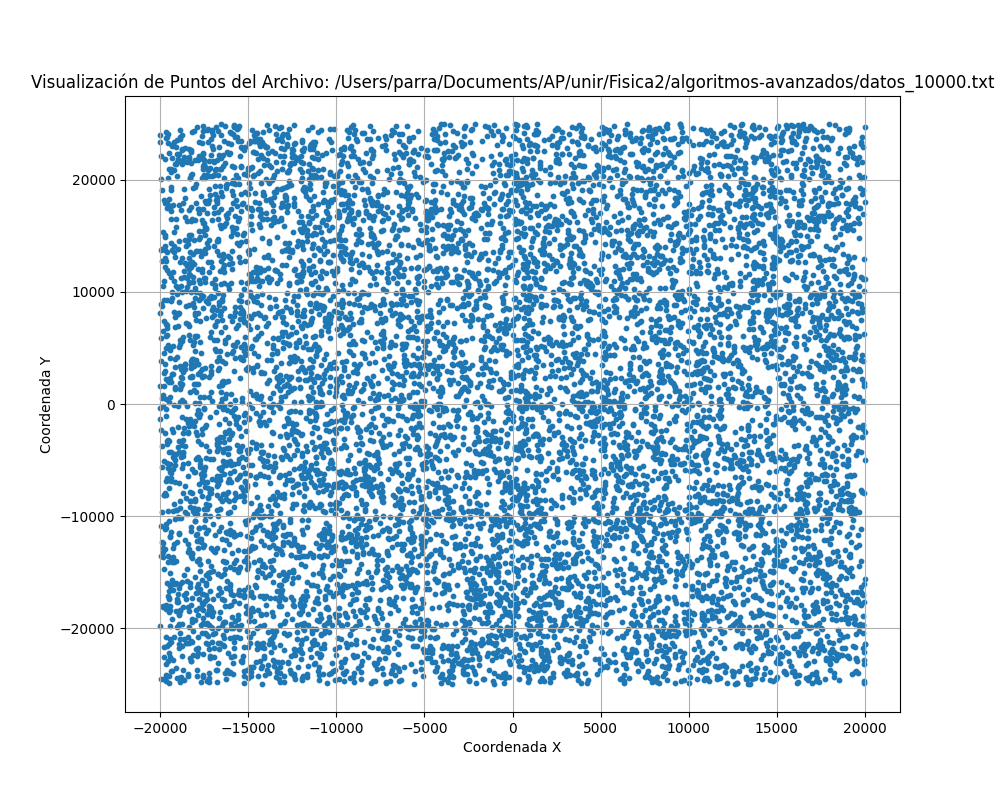 Visualización de Puntos del Archivo: /Users/parra/Documents/AP/unir/Fisica2/algoritmos-avanzados/datos_10000.txt
20000
10000
0
−10000
−20000
Coordenada Y
−20000 −15000 −10000 −5000 0 5000 10000 15000 20000
Coordenada X